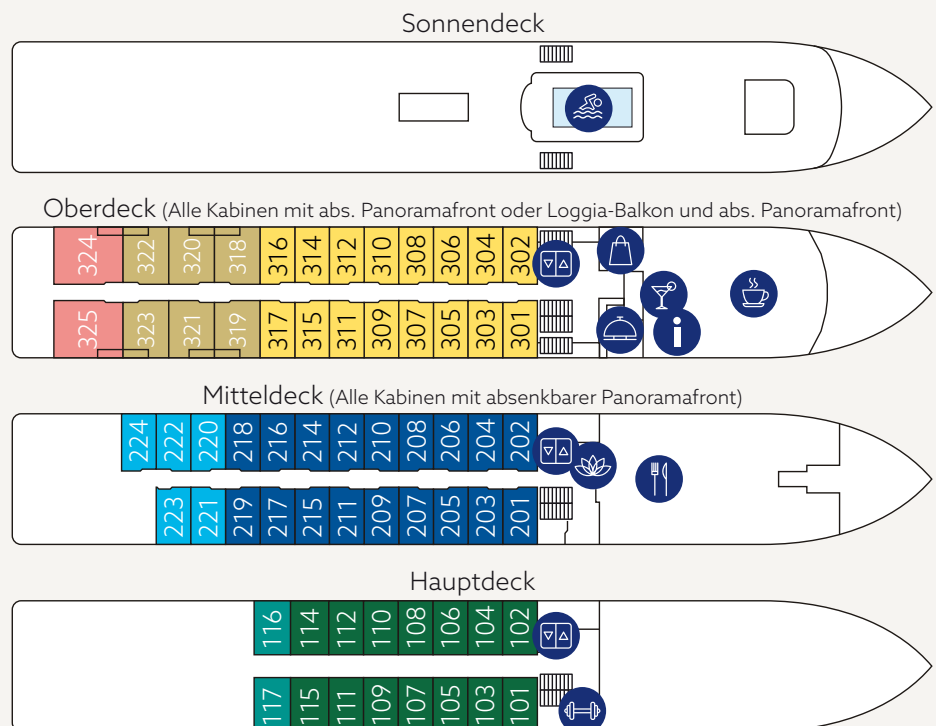 Sonnendeck
Oberdeck (Alle Kabinen mit abs. Panoramafront oder Loggia-Balkon und abs. Panoramafront)
324 322 320 318 316 314 312 310 308 306 304 302
325 323 321 319 317 315 311 309 307 305 303 301
Mitteldeck (Alle Kabinen mit absenkbarer Panoramafront)
224 222 220 218 216 214 212 210 208 206 204 202
223 221 219 217 215 211 209 207 205 203 201
Hauptdeck
116 114 112 110 108 106 104 102
117 115 111 109 107 105 103 101